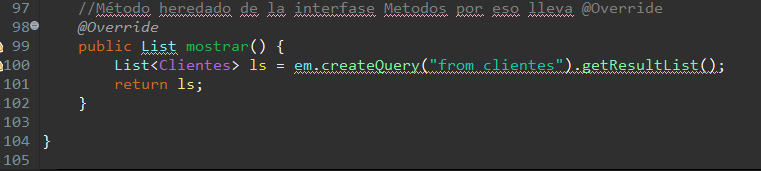 97 //Método heredado de la interfase Metodos por eso lleva @Override
98 @Override
99 public List mostrar() {
100 List<Clientes> ls = em.createQuery("from clientes").getResultList();
101 return ls;
102 }
103
104 }
105